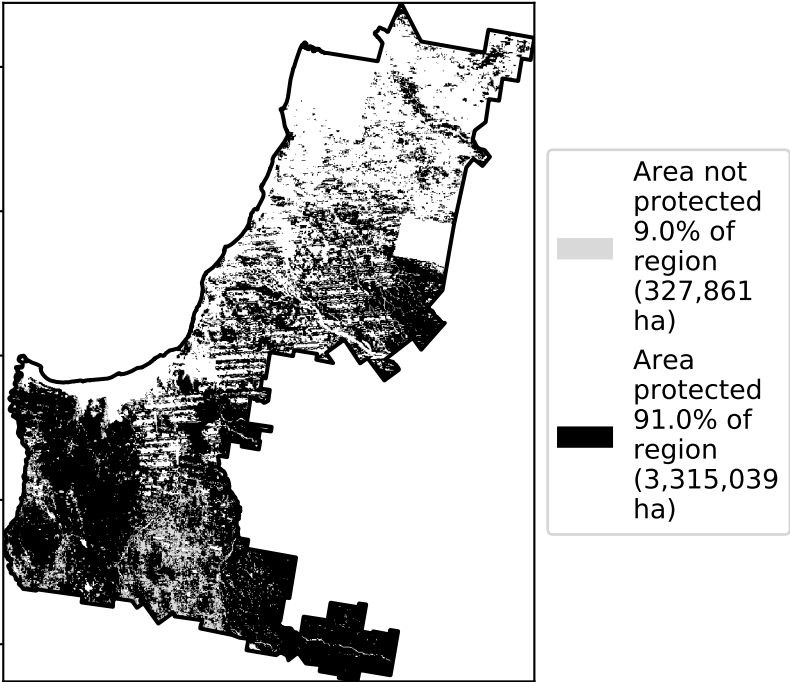 Area not
protected
9.0% of
region
(327,861
ha)
Area
protected
91.0% of
region
(3,315,039
ha)